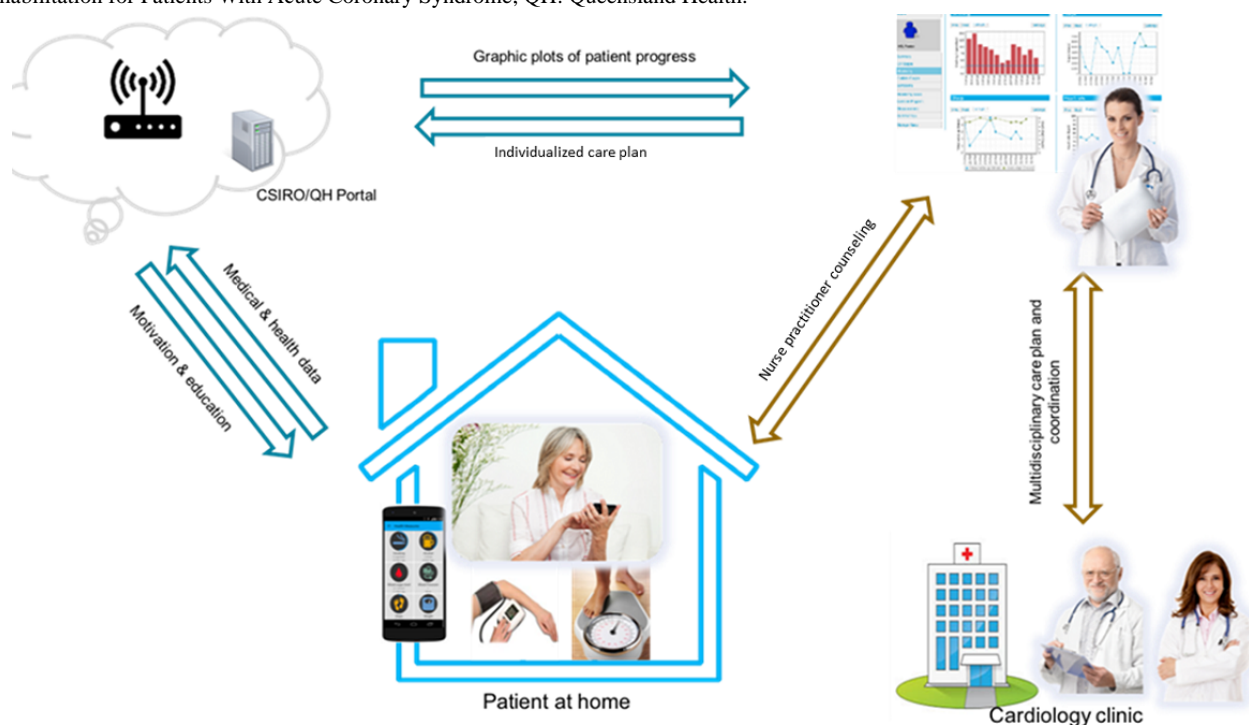 ehabilitation for Patients With Acute Coronary Syndrome; QH: Queensland Health.
Graphic plots of patient progress
Individualized care plan
CSIRO/QH Portal
Medical & health data
Motivation & education
Nurse practitioner counseling
Multidisciplinary care plan and
coordination
Patient at home
Cardiology clinic